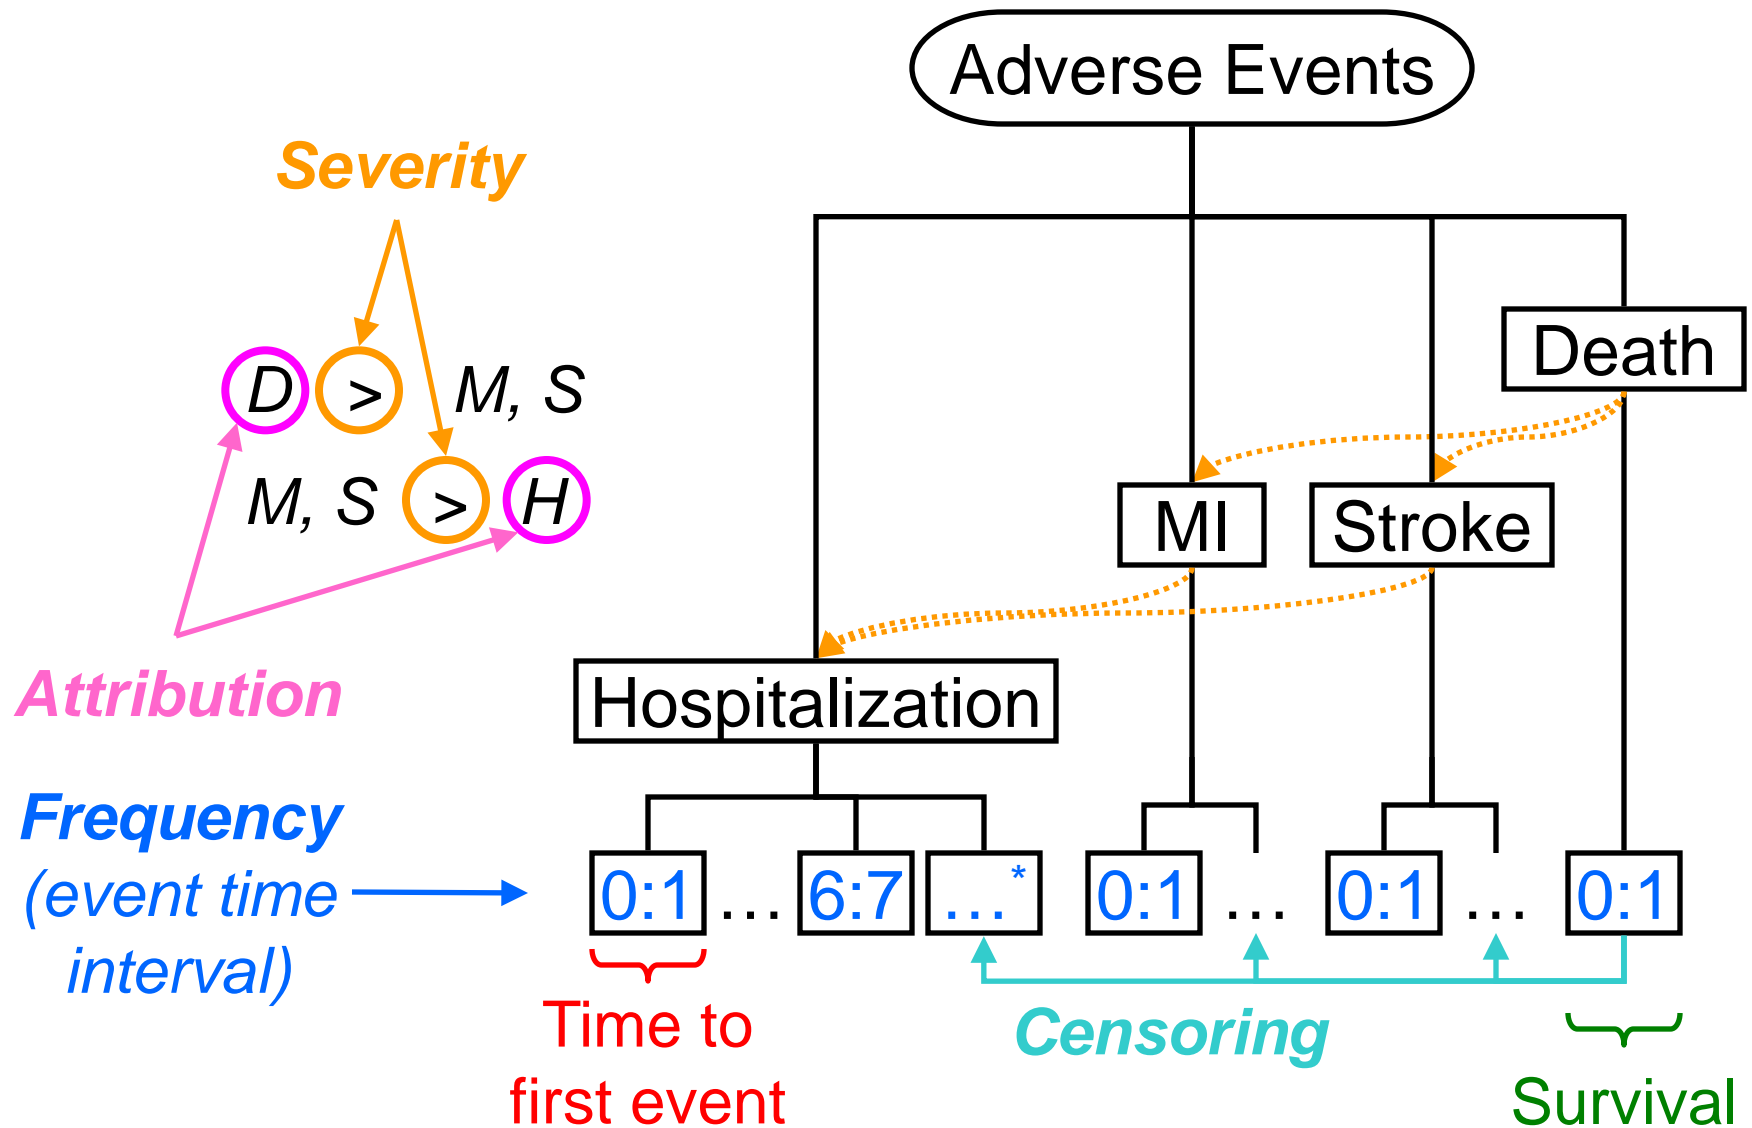 Adverse Events
Severity
Death
D > M, S
M, S > H
MI
Stroke
Attribution
Hospitalization
Frequency
(event time
interval)
0:1 … 6:7 …* 0:1 … 0:1 … 0:1
Time to
first event
Censoring
Survival